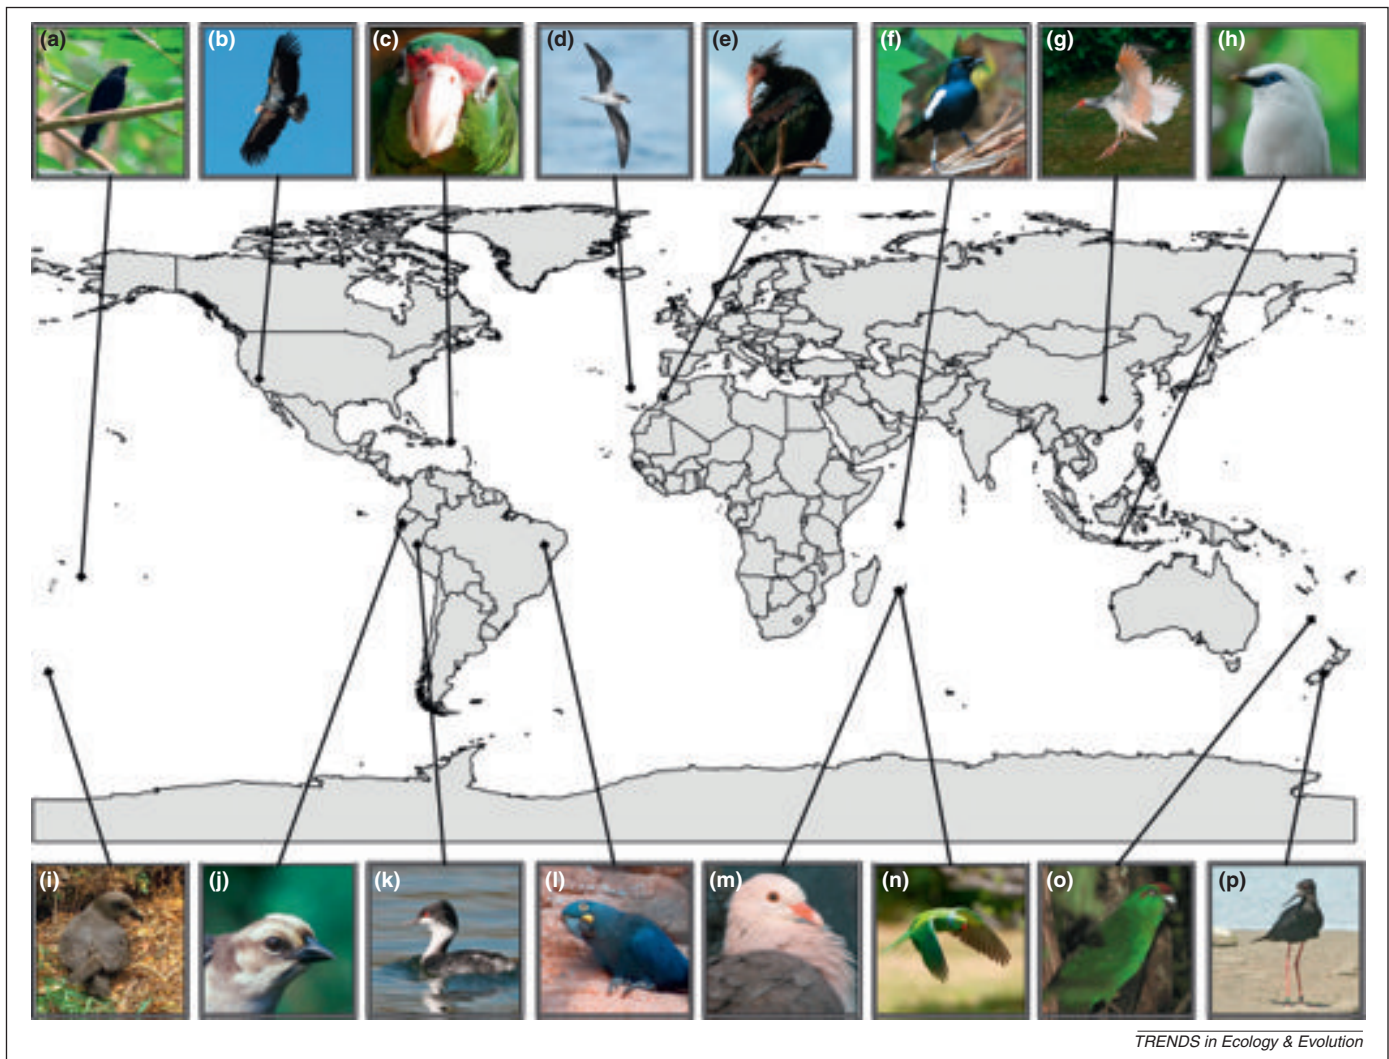 (a)
(b)
(c)
(d)
(e)
(f)
(g)
(h)
(i)
(j)
(k)
(l)
(m)
(n)
(o)
(p)
TRENDS in Ecology & Evolution